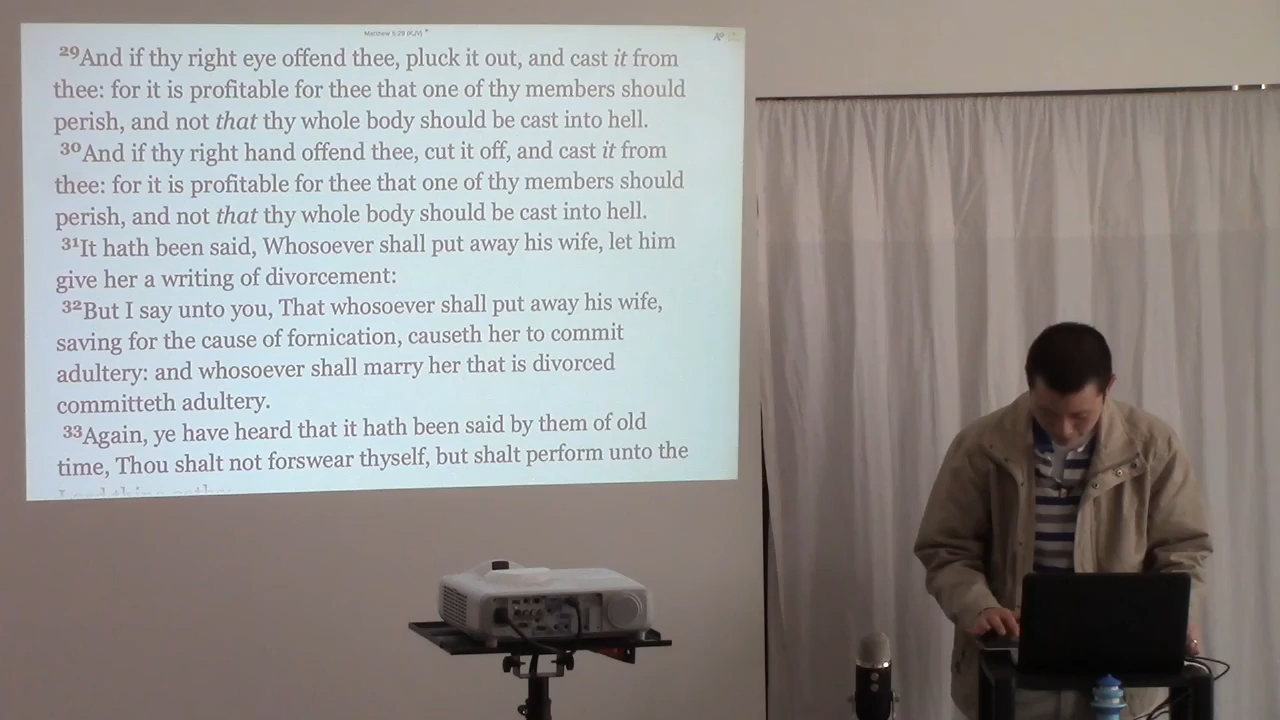 Matthew 5:29 (KJV)
29And if thy right eye offend thee, pluck it out, and cast it from
thee: for it is profitable for thee that one of thy members should
perish, and not that thy whole body should be cast into hell.
30And if thy right hand offend thee, cut it off, and cast it from
thee: for it is profitable for thee that one of thy members should
perish, and not that thy whole body should be cast into hell.
31It hath been said, Whosoever shall put away his wife, let him
give her a writing of divorcement:
32But I say unto you, That whosoever shall put away his wife,
saving for the cause of fornication, causeth her to commit
adultery: and whosoever shall marry her that is divorced
committeth adultery.
33Again, ye have heard that it hath been said by them of old
time, Thou shalt not forswear thyself, but shalt perform unto the